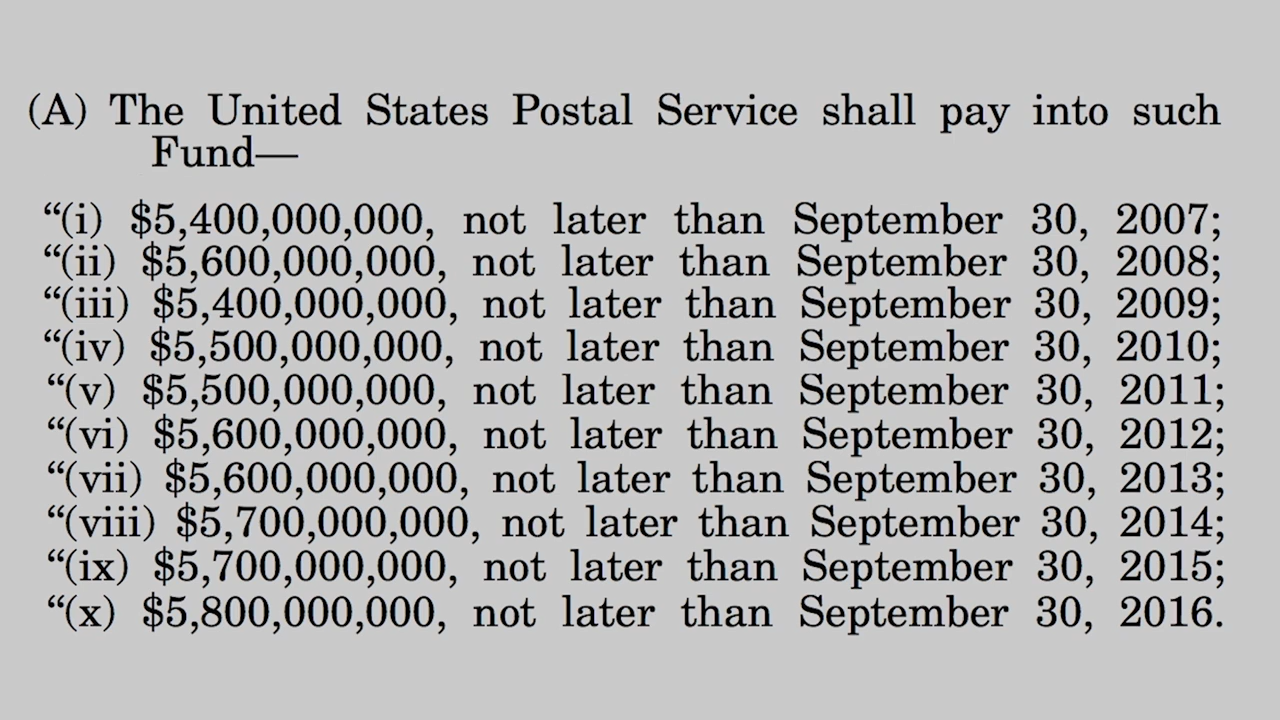 (A) The United States Postal Service shall pay into such
Fund—
“(i) $5,400,000,000, not later than September 30, 2007;
“(ii) $5,600,000,000, not later than September 30, 2008;
“(iii) $5,400,000,000, not later than September 30, 2009;
“(iv) $5,500,000,000, not later than September 30, 2010;
“(v) $5,500,000,000, not later than September 30, 2011;
“(vi) $5,600,000,000, not later than September 30, 2012;
“(vii) $5,600,000,000, not later than September 30, 2013;
“(viii) $5,700,000,000, not later than September 30, 2014;
“(ix) $5,700,000,000, not later than September 30, 2015;
“(x) $5,800,000,000, not later than September 30, 2016.